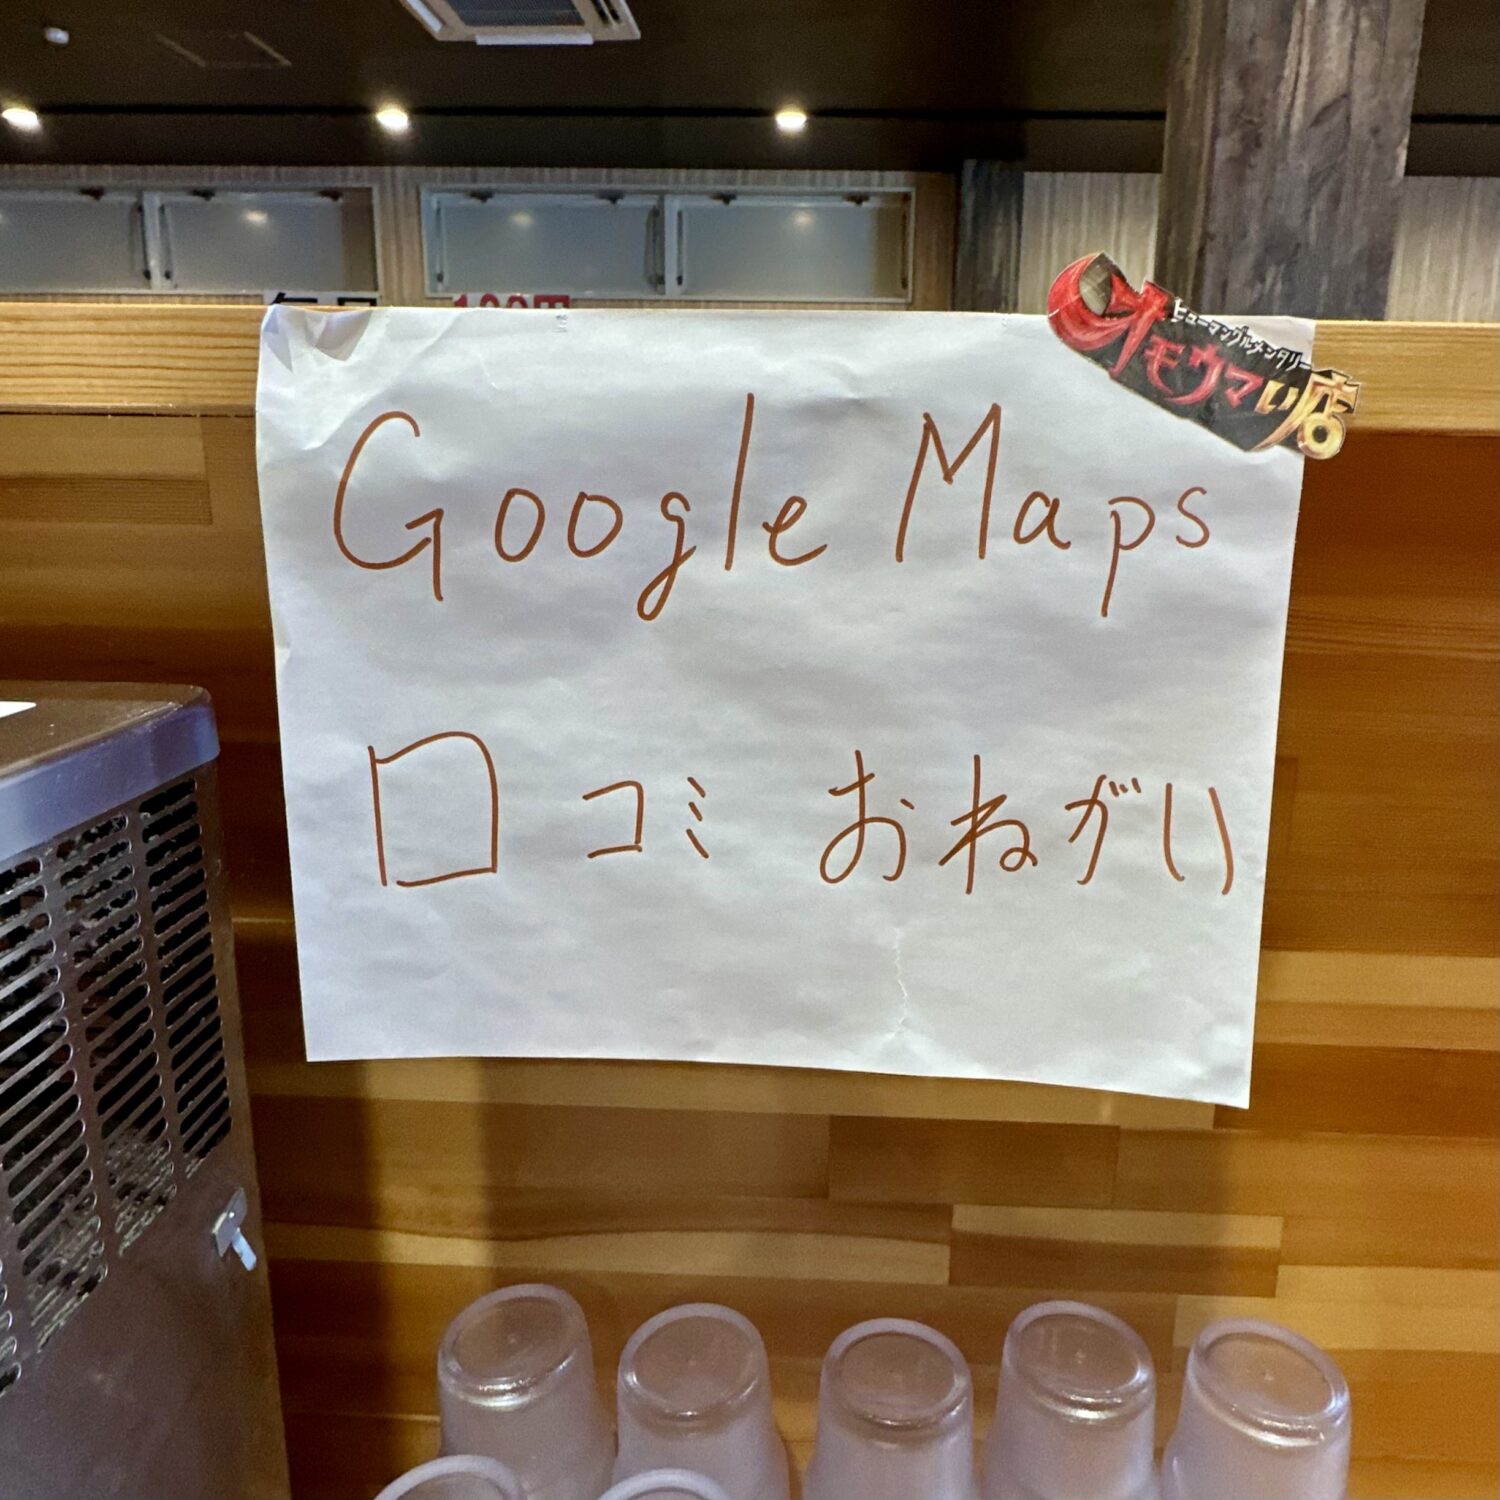 ヒューマングルメンタリー
オモウマい店
Google Maps
口コミ おねがい